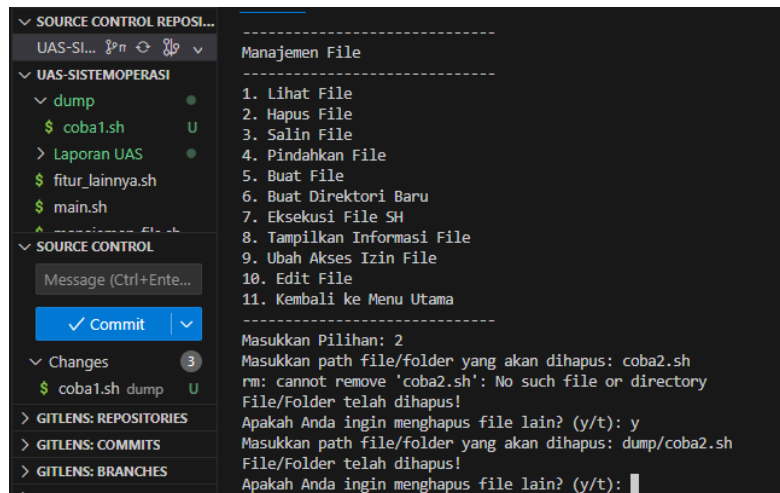 SOURCE CONTROL REPOSI...
UAS-SI...
UAS-SISTEMOPERASI
dump
$ coba1.sh U
Laporan UAS
$ fitur_lainnya.sh
$ main.sh
SOURCE CONTROL
Message (Ctrl+Ente...
Commit
Changes 3
$ coba1.sh dump U
GITLENS: REPOSITORIES
GITLENS: COMMITS
GITLENS: BRANCHES
------------------------------
Manajemen File
------------------------------
1. Lihat File
2. Hapus File
3. Salin File
4. Pindahkan File
5. Buat File
6. Buat Direktori Baru
7. Eksekusi File SH
8. Tampilkan Informasi File
9. Ubah Akses Izin File
10. Edit File
11. Kembali ke Menu Utama
------------------------------
Masukkan Pilihan: 2
Masukkan path file/folder yang akan dihapus: coba2.sh
rm: cannot remove 'coba2.sh': No such file or directory
File/Folder telah dihapus!
Apakah Anda ingin menghapus file lain? (y/t): y
Masukkan path file/folder yang akan dihapus: dump/coba2.sh
File/Folder telah dihapus!
Apakah Anda ingin menghapus file lain? (y/t):